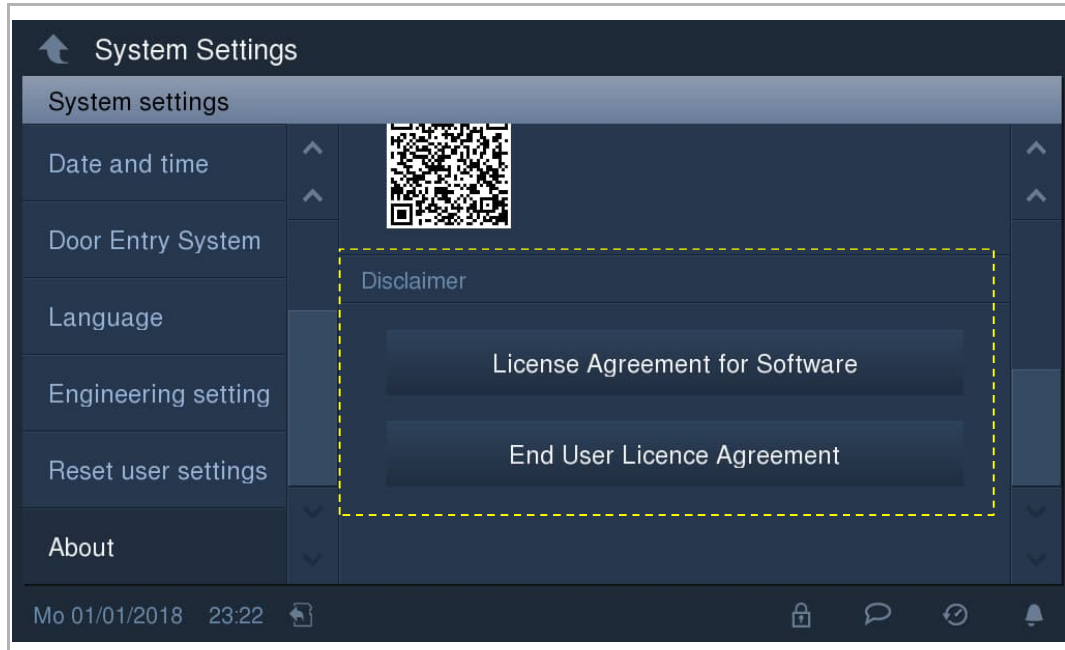 System Settings
System settings
Date and time
Door Entry System
Language
Engineering setting
Reset user settings
About
Disclaimer
License Agreement for Software
End User Licence Agreement
Mo 01/01/2018 23:22